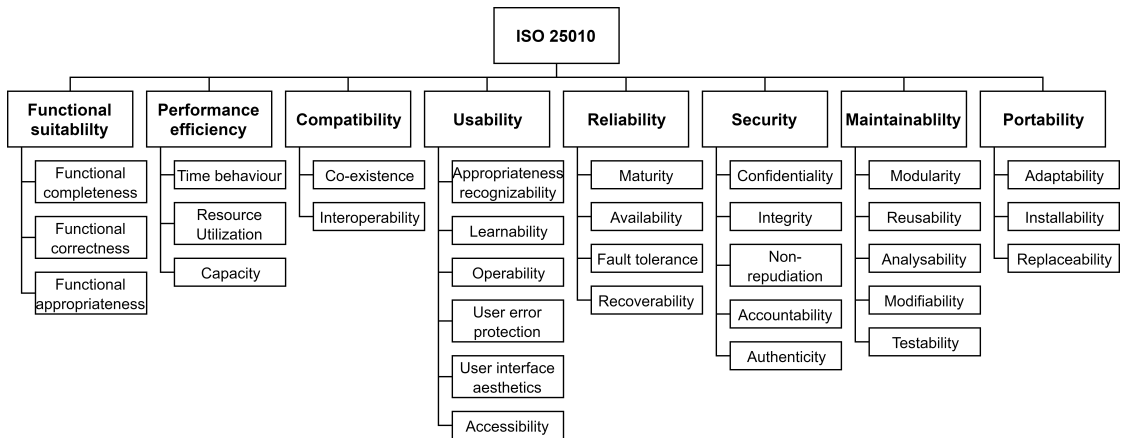 ISO 25010
Functional
suitablilty
Performance
efficiency
Compatibility
Usability
Reliability
Security
Maintainablilty
Portability
Functional
completeness
Functional
correctness
Functional
appropriateness
Time behaviour
Resource
Utilization
Capacity
Co-existence
Interoperability
Appropriateness
recognizability
Learnability
Operability
User error
protection
User interface
aesthetics
Accessibility
Maturity
Availability
Fault tolerance
Recoverability
Confidentiality
Integrity
Non-
repudiation
Accountability
Authenticity
Modularity
Reusability
Analysability
Modifiability
Testability
Adaptability
Installability
Replaceability